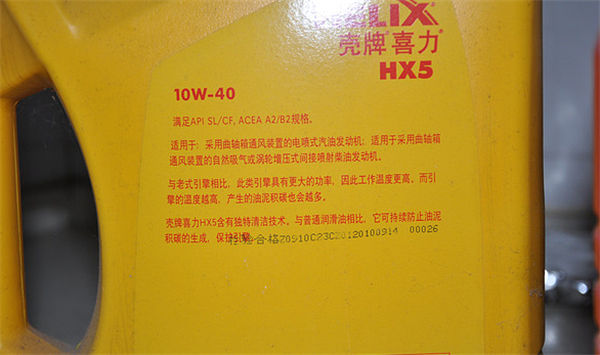 LIX
壳牌喜力
HX5
10W-40
满足API SL/CF, ACEA A2/B2规格。
适用于：采用曲轴箱通风装置的电喷式汽油发动机；适用于采用曲轴箱
通风装置的自然吸气或涡轮增压式间接喷射柴油发动机。
与老式引擎相比，此类引擎具有更大的功率，因此工作温度更高。而引
擎的温度越高，产生的油泥积碳也会越多。
壳牌喜力HX5含有独特清洁技术。与普通润滑油相比，它可持续防止油泥
积碳的生成，保护引擎。
合格 20100914 00026